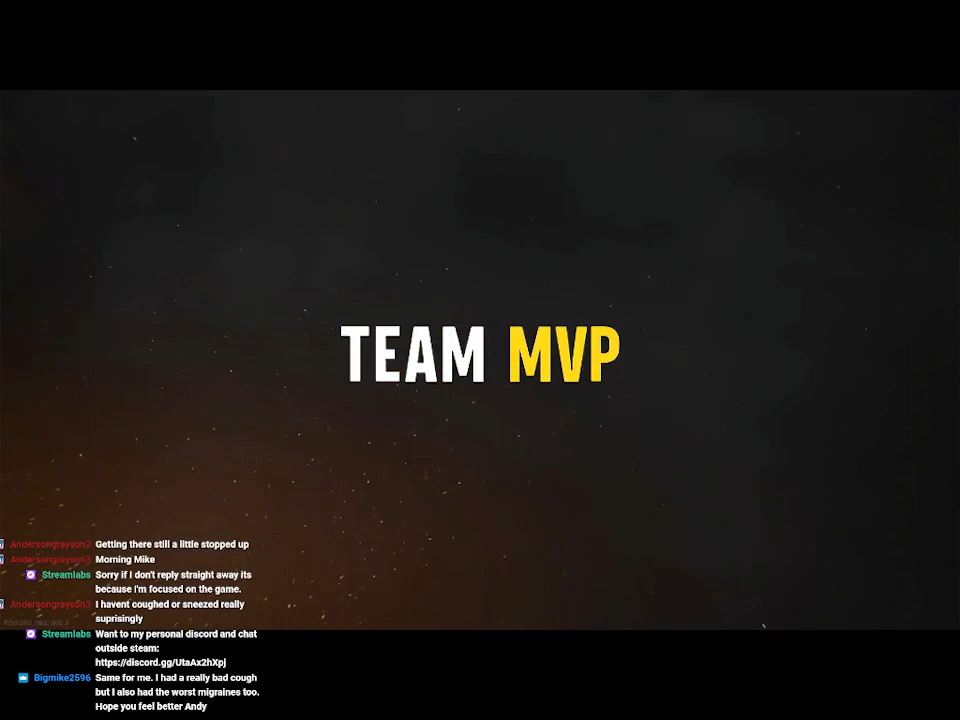 TEAM MVP
Andersongrayson3 Getting there still a little stopped up
Andersongrayson3 Morning Mike
Streamlabs Sorry if I don't reply straight away its
because I'm focused on the game.
Andersongrayson3 I havent coughed or sneezed really
suprisingly
Streamlabs Want to my personal discord and chat
outside steam:
https://discord.gg/UtaAx2hXpj
Bigmike2596 Same for me. I had a really bad cough
but I also had the worst migraines too.
Hope you feel better Andy